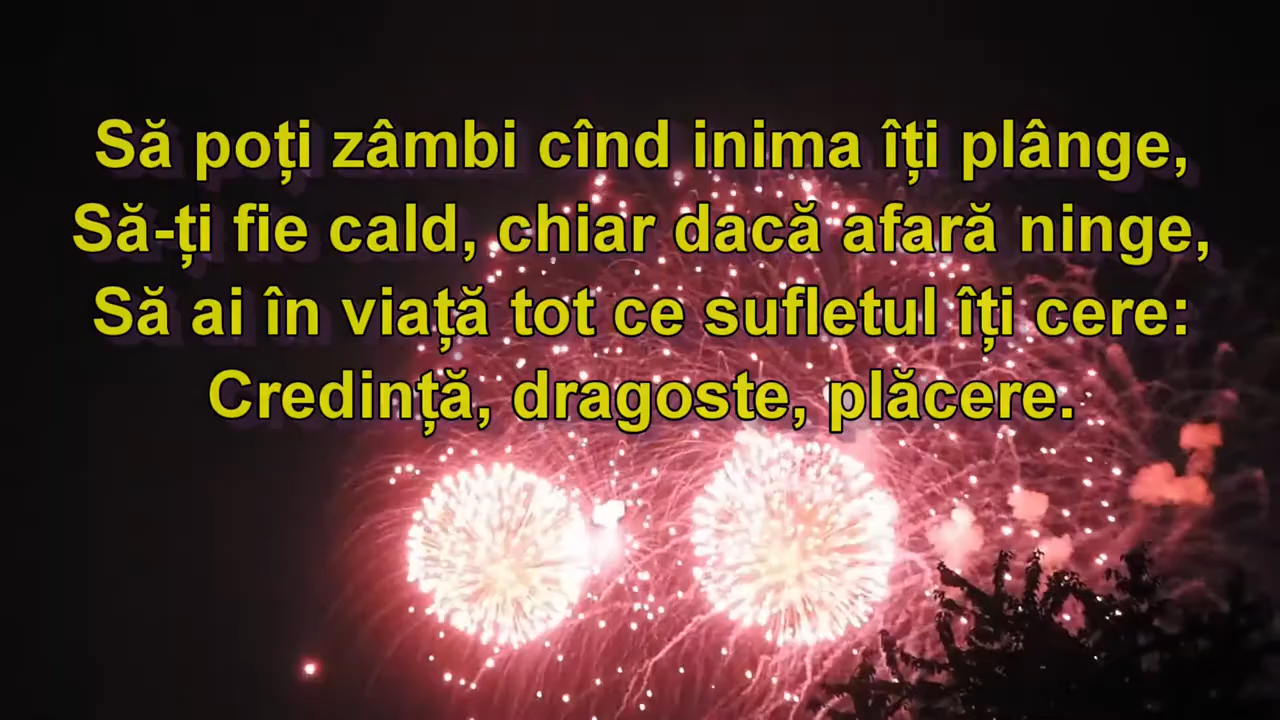 Să poți zâmbi cînd inima îți plânge,
Să-ți fie cald, chiar dacă afară ninge,
Să ai în viață tot ce sufletul îți cere:
Credință, dragoste, plăcere.